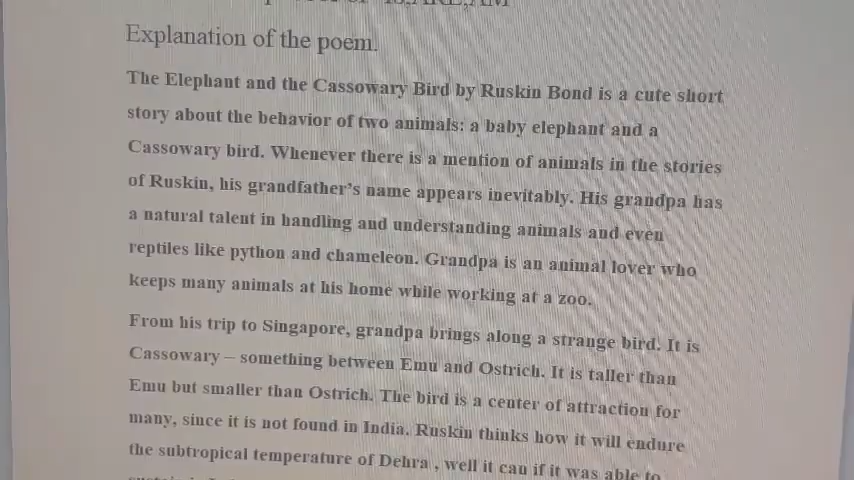 Explanation of the poem.
The Elephant and the Cassowary Bird by Ruskin Bond is a cute short
story about the behavior of two animals: a baby elephant and a
Cassowary bird. Whenever there is a mention of animals in the stories
of Ruskin, his grandfather's name appears inevitably. His grandpa has
a natural talent in handling and understanding animals and even
reptiles like python and chameleon. Grandpa is an animal lover who
keeps many animals at his home while working at a zoo.
From his trip to Singapore, grandpa brings along a strange bird. It is
Cassowary – something between Emu and Ostrich. It is taller than
Emu but smaller than Ostrich. The bird is a center of attraction for
many, since it is not found in India. Ruskin thinks how it will endure
the subtropical temperature of Dehra , well it can if it was able to